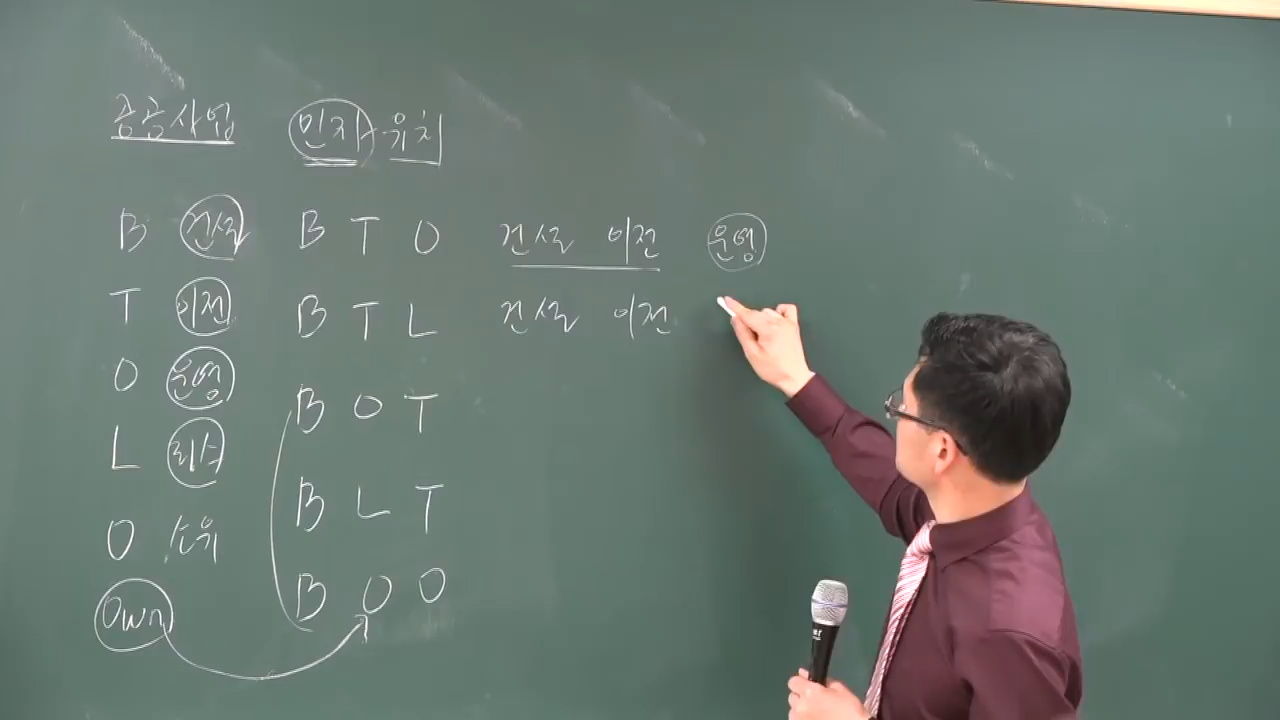 공공사업 민자 유치
B 건설 B T O 건설 이전 운영
T 이전 B T L 건설 이전
O 운영 B O T
L 리스 B L T
O 소유 B O O
Own